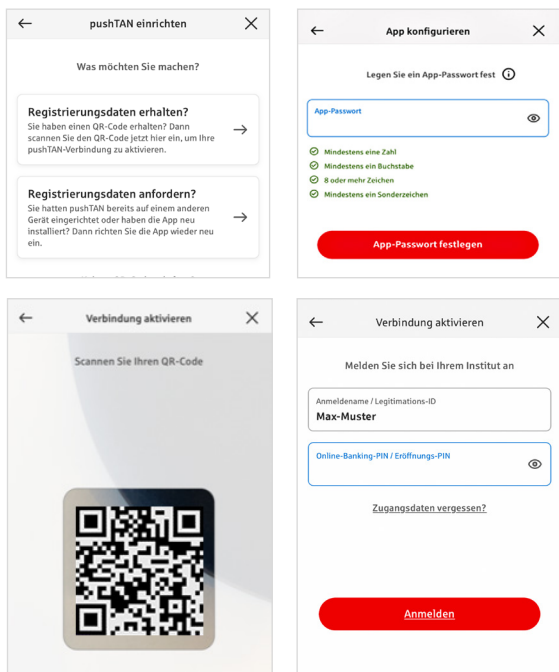 pushTAN einrichten
Was möchten Sie machen?
Registrierungsdaten erhalten?
Sie haben einen QR-Code erhalten? Dann
scannen Sie den QR-Code jetzt hier ein, um Ihre
pushTAN-Verbindung zu aktivieren.
Registrierungsdaten anfordern?
Sie hatten pushTAN bereits auf einem anderen
Gerät eingerichtet oder haben die App neu
installiert? Dann richten Sie die App wieder neu
ein.
App konfigurieren
Legen Sie ein App-Passwort fest
App-Passwort
Mindestens eine Zahl
Mindestens ein Buchstabe
8 oder mehr Zeichen
Mindestens ein Sonderzeichen
App-Passwort festlegen
Verbindung aktivieren
Scannen Sie Ihren QR-Code
Verbindung aktivieren
Melden Sie sich bei Ihrem Institut an
Anmeldename / Legitimations-ID
Max-Muster
Online-Banking-PIN / Eröffnungs-PIN
Zugangsdaten vergessen?
Anmelden